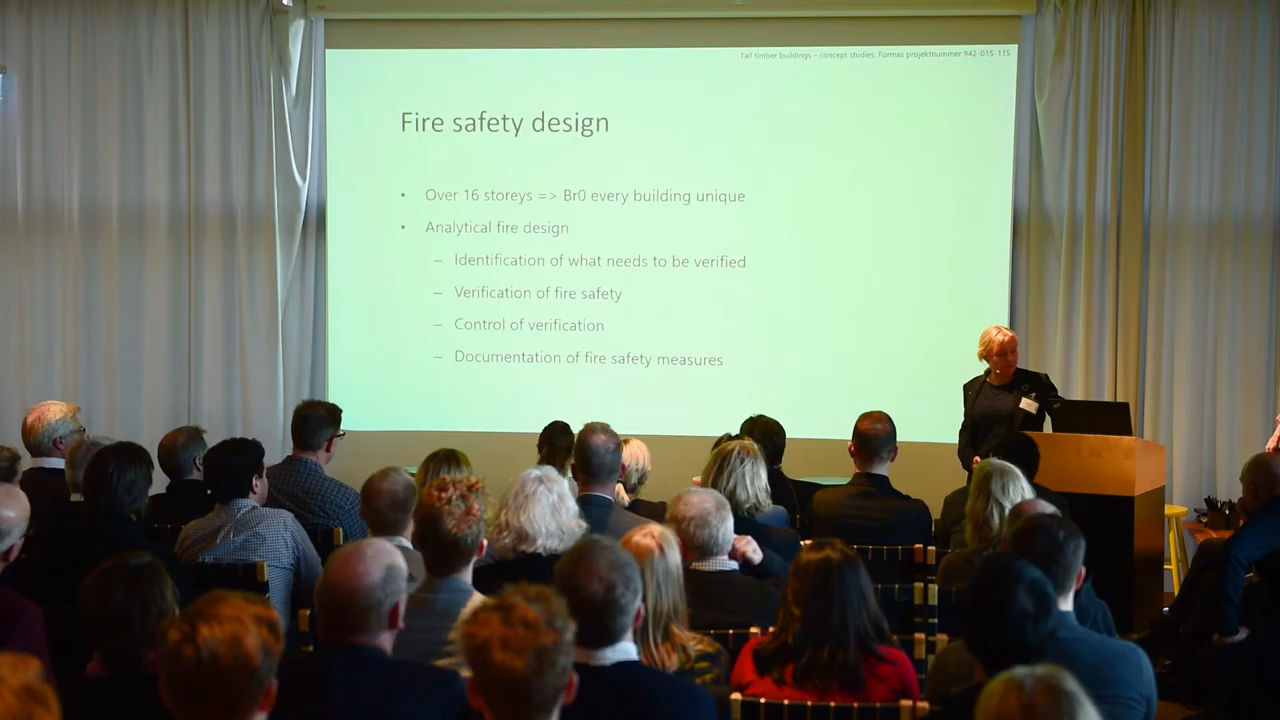 Tall timber buildings – concept studies. Formas projektnummer 942-015-115
Fire safety design
• Over 16 storeys => Br0 every building unique
• Analytical fire design
– Identification of what needs to be verified
– Verification of fire safety
– Control of verification
– Documentation of fire safety measures